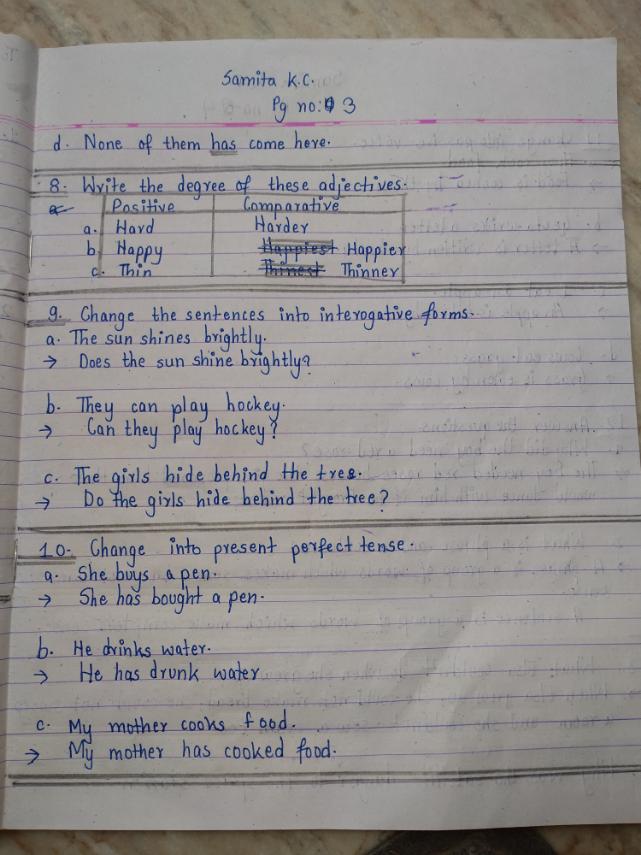 Samita K.C.
Pg no: 3
d. None of them has come here.
8. Write the degree of these adjectives.
Positive Comparative
a. Hard Harder
b. Happy Happiest Happier
c. Thin Thinest Thinner
9. Change the sentences into interogative forms.
a. The sun shines brightly.
→ Does the sun shine brightly?
b. They can play hockey.
→ Can they play hockey?
c. The girls hide behind the tree.
→ Do the girls hide behind the tree?
10. Change into present perfect tense.
a. She buys a pen.
→ She has bought a pen.
b. He drinks water.
→ He has drunk water
c. My mother cooks food.
→ My mother has cooked food.